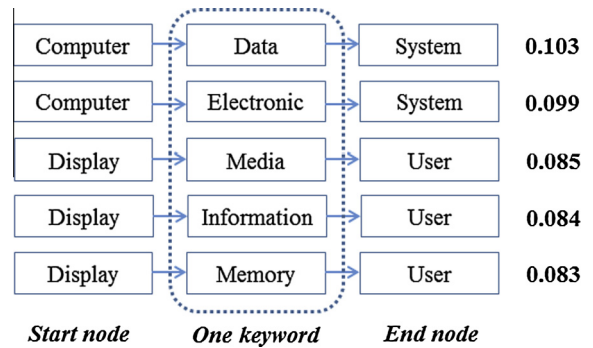 Computer Data System 0.103
Computer Electronic System 0.099
Display Media User 0.085
Display Information User 0.084
Display Memory User 0.083
Start node One keyword End node